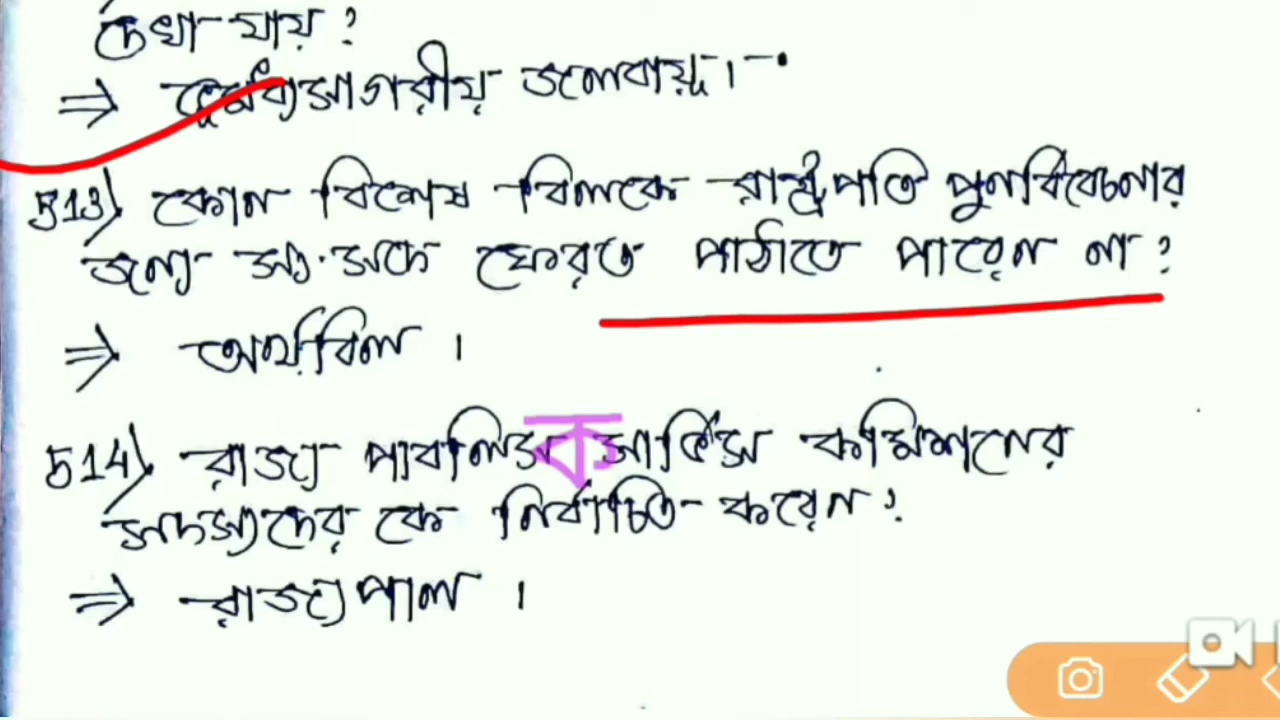 দেখা যায়?
⇒ ভূমধ্যসাগরীয় জলবায়ু।
513) কোন বিশেষ বিলকে রাষ্ট্রপতি পুনর্বিবেচনার
জন্য সংসদে ফেরত পাঠাতে পারেন না?
⇒ অর্থবিল।
514) রাজ্য পাবলিক সার্ভিস কমিশনের
সদস্যদের কে নির্বাচিত করেন?
⇒ রাজ্যপাল।